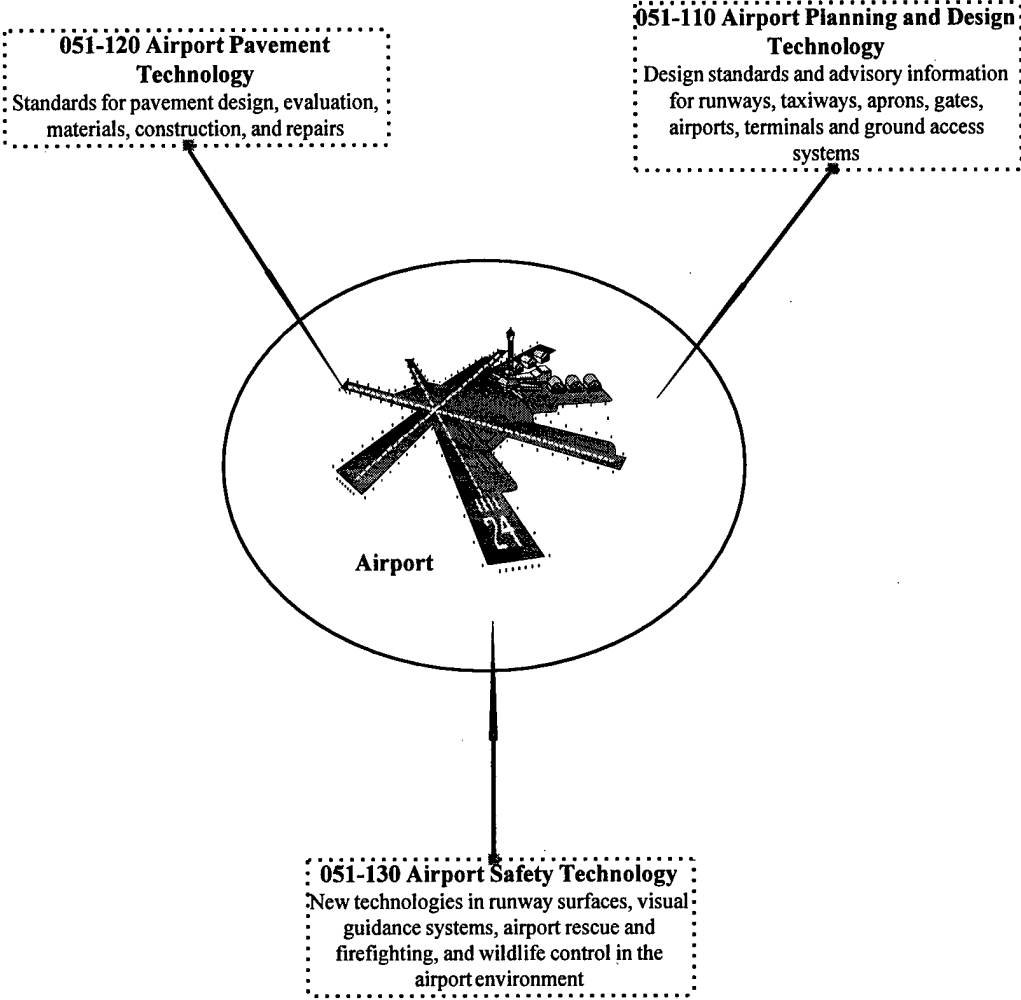 051-120 Airport Pavement
Technology
Standards for pavement design, evaluation,
materials, construction, and repairs
051-110 Airport Planning and Design
Technology
Design standards and advisory information
for runways, taxiways, aprons, gates,
airports, terminals and ground access
systems
24
Airport
051-130 Airport Safety Technology
New technologies in runway surfaces, visual
guidance systems, airport rescue and
firefighting, and wildlife control in the
airport environment